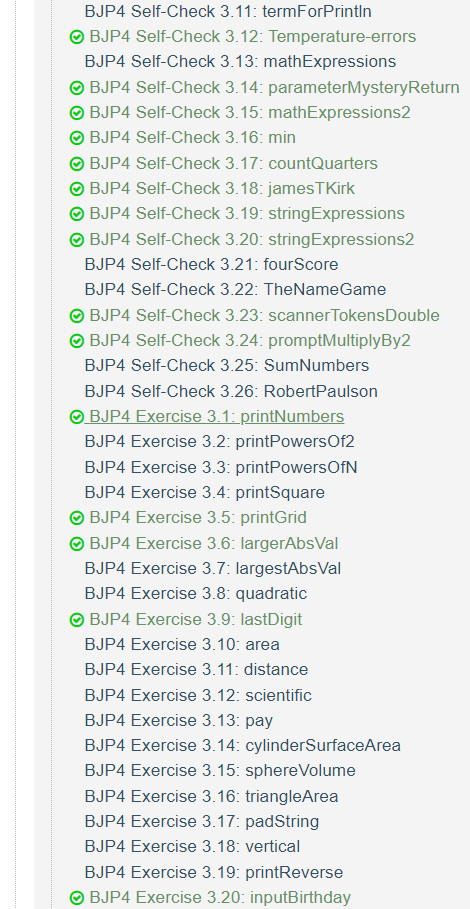 BJP4 Self-Check 3.11: termForPrintln
BJP4 Self-Check 3.12: Temperature-errors
BJP4 Self-Check 3.13: mathExpressions
BJP4 Self-Check 3.14: parameterMysteryReturn
BJP4 Self-Check 3.15: mathExpressions2
BJP4 Self-Check 3.16: min
BJP4 Self-Check 3.17: countQuarters
BJP4 Self-Check 3.18: jamesTKirk
BJP4 Self-Check 3.19: stringExpressions
BJP4 Self-Check 3.20: stringExpressions2
BJP4 Self-Check 3.21: fourScore
BJP4 Self-Check 3.22: TheNameGame
BJP4 Self-Check 3.23: scannerTokensDouble
BJP4 Self-Check 3.24: promptMultiplyBy2
BJP4 Self-Check 3.25: SumNumbers
BJP4 Self-Check 3.26: RobertPaulson
BJP4 Exercise 3.1: printNumbers
BJP4 Exercise 3.2: printPowersOf2
BJP4 Exercise 3.3: printPowersOfN
BJP4 Exercise 3.4: printSquare
BJP4 Exercise 3.5: printGrid
BJP4 Exercise 3.6: largerAbsVal
BJP4 Exercise 3.7: largestAbsVal
BJP4 Exercise 3.8: quadratic
BJP4 Exercise 3.9: lastDigit
BJP4 Exercise 3.10: area
BJP4 Exercise 3.11: distance
BJP4 Exercise 3.12: scientific
BJP4 Exercise 3.13: pay
BJP4 Exercise 3.14: cylinderSurfaceArea
BJP4 Exercise 3.15: sphereVolume
BJP4 Exercise 3.16: triangleArea
BJP4 Exercise 3.17: padString
BJP4 Exercise 3.18: vertical
BJP4 Exercise 3.19: printReverse
BJP4 Exercise 3.20: inputBirthday